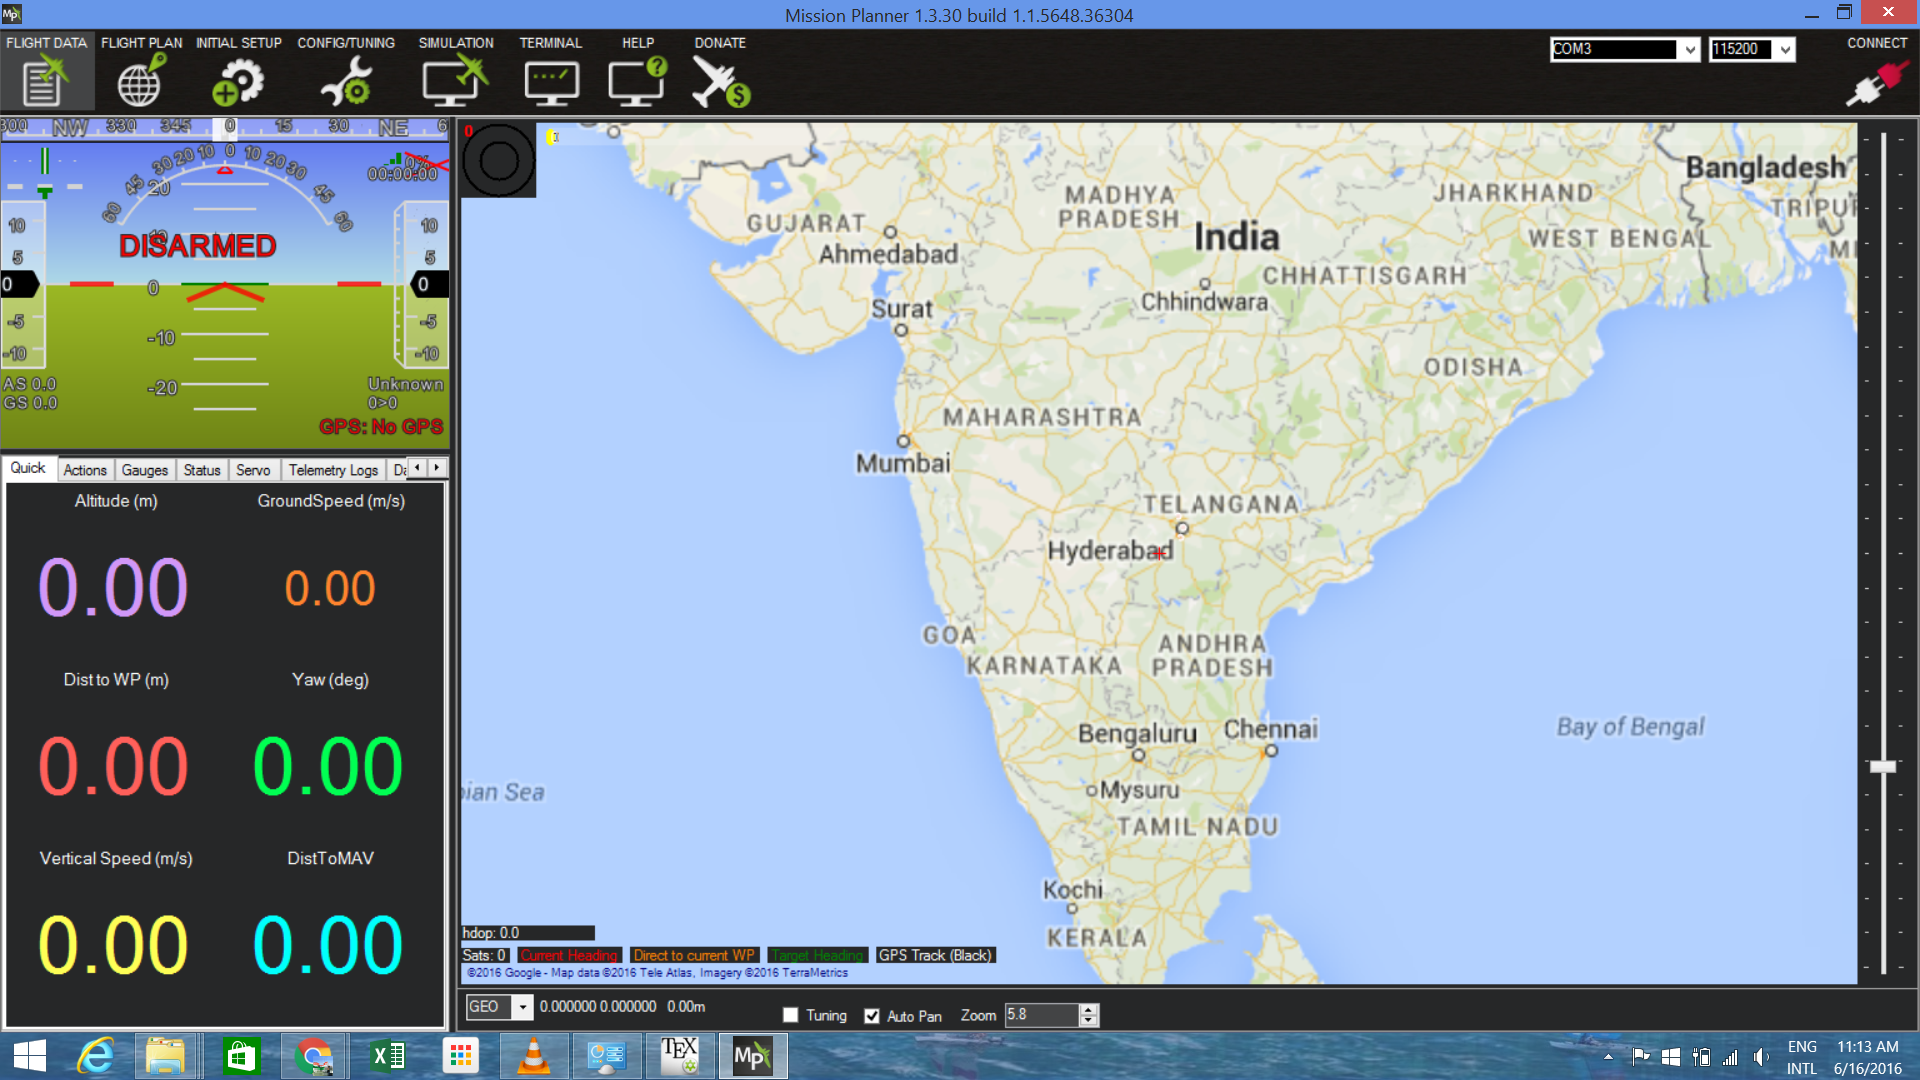 Mission Planner 1.3.30 build 1.1.5648.36304
FLIGHT DATA FLIGHT PLAN INITIAL SETUP CONFIG/TUNING SIMULATION TERMINAL HELP DONATE
COM3 115200 CONNECT
300 NW 330 345 0 15 30 NE 6
60 45 30 20 10 0 10 20 30 45 60
0%
00:00:00
20
10
DISARMED
10 10
5 5
0 0 0
-5 -10 -5
-10 -10
AS 0.0 -20 Unknown
GS 0.0 0>0
GPS: No GPS
Quick Actions Gauges Status Servo Telemetry Logs Da
Altitude (m) GroundSpeed (m/s)
0.00 0.00
Dist to WP (m) Yaw (deg)
0.00 0.00
Vertical Speed (m/s) DistToMAV
0.00 0.00
0
Bangladesh
MADHYA PRADESH
JHARKHAND
TRIPUR
GUJARAT
India
WEST BENGAL
MI
Ahmedabad
CHHATTISGARH
Chhindwara
Surat
ODISHA
MAHARASHTRA
Mumbai
TELANGANA
Hyderabad
GOA
ANDHRA PRADESH
KARNATAKA
Bengaluru
Chennai
Bay of Bengal
bian Sea
Mysuru
TAMIL NADU
Kochi
KERALA
hdop: 0.0
Sats: 0 Current Heading Direct to current WP Target Heading GPS Track (Black)
©2016 Google - Map data ©2016 Tele Atlas, Imagery ©2016 TerraMetrics
GEO 0.000000 0.000000 0.00m Tuning Auto Pan Zoom 5.8
TEX
Mp
ENG 11:13 AM
INTL 6/16/2016